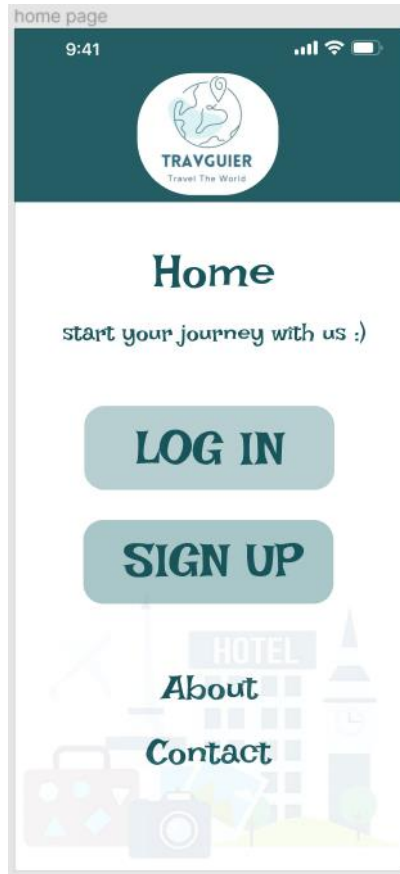 home page
9:41
TRAVGUIER
Travel The World
Home
start your journey with us :)
LOG IN
SIGN UP
HOTEL
About
Contact